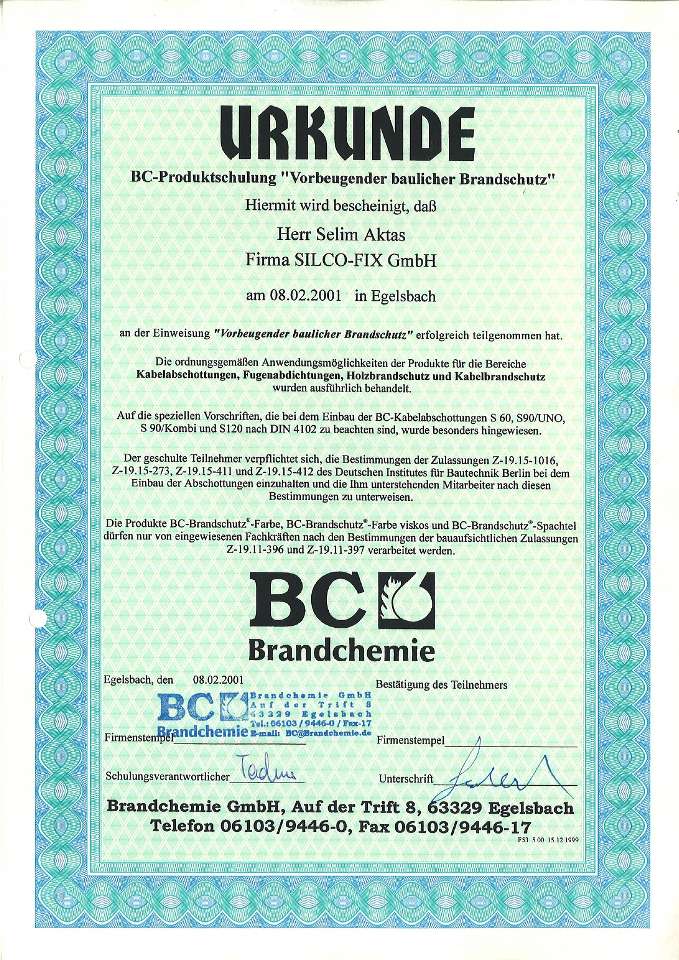 URKUNDE
BC-Produktschulung "Vorbeugender baulicher Brandschutz"
Hiermit wird bescheinigt, daß
Herr Selim Aktas
Firma SILCO-FIX GmbH
am 08.02.2001 in Egelsbach
an der Einweisung "Vorbeugender baulicher Brandschutz" erfolgreich teilgenommen hat.
Die ordnungsgemäßen Anwendungsmöglichkeiten der Produkte für die Bereiche
Kabelabschottungen, Fugenabdichtungen, Holzbrandschutz und Kabelbrandschutz
wurden ausführlich behandelt.
Auf die speziellen Vorschriften, die bei dem Einbau der BC-Kabelabschottungen S 60, S90/UNO,
S 90/Kombi und S120 nach DIN 4102 zu beachten sind, wurde besonders hingewiesen.
Der geschulte Teilnehmer verpflichtet sich, die Bestimmungen der Zulassungen Z-19.15-1016,
Z-19.15-273, Z-19.15-411 und Z-19.15-412 des Deutschen Institutes für Bautechnik Berlin bei dem
Einbau der Abschottungen einzuhalten und die Ihm unterstehenden Mitarbeiter nach diesen
Bestimmungen zu unterweisen.
Die Produkte BC-Brandschutz®-Farbe, BC-Brandschutz®-Farbe viskos und BC-Brandschutz®-Spachtel
dürfen nur von eingewiesenen Fachkräften nach den Bestimmungen der bauaufsichtlichen Zulassungen
Z-19.11-396 und Z-19.11-397 verarbeitet werden.
BC
Brandchemie
Egelsbach, den 08.02.2001
Bestätigung des Teilnehmers
BC
Brandchemie
Brandchemie GmbH
Auf der Trift 8
63329 Egelsbach
Tel.: 06103 / 9446-0 / Fax-17
E-mail: BC@Brandchemie.de
Firmenstempel
Firmenstempel
Schulungsverantwortlicher
Unterschrift
Brandchemie GmbH, Auf der Trift 8, 63329 Egelsbach
Telefon 06103/9446-0, Fax 06103/9446-17